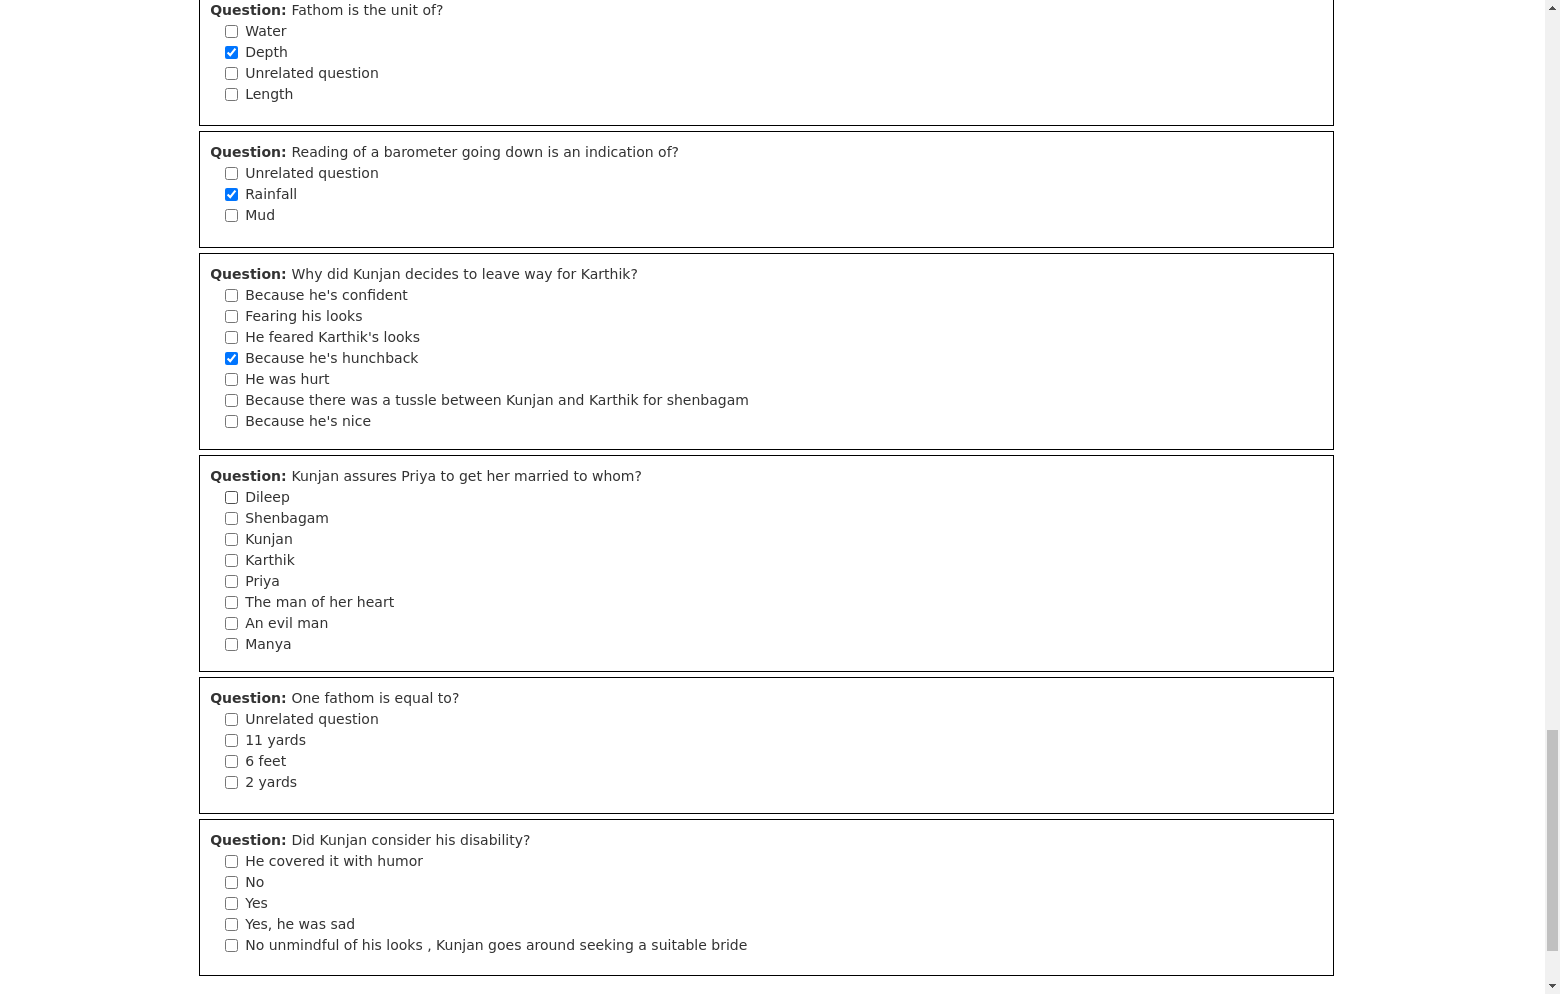 Question: Fathom is the unit of?
Water
Depth
Unrelated question
Length
Question: Reading of a barometer going down is an indication of?
Unrelated question
Rainfall
Mud
Question: Why did Kunjan decides to leave way for Karthik?
Because he's confident
Fearing his looks
He feared Karthik's looks
Because he's hunchback
He was hurt
Because there was a tussle between Kunjan and Karthik for shenbagam
Because he's nice
Question: Kunjan assures Priya to get her married to whom?
Dileep
Shenbagam
Kunjan
Karthik
Priya
The man of her heart
An evil man
Manya
Question: One fathom is equal to?
Unrelated question
11 yards
6 feet
2 yards
Question: Did Kunjan consider his disability?
He covered it with humor
No
Yes
Yes, he was sad
No unmindful of his looks , Kunjan goes around seeking a suitable bride